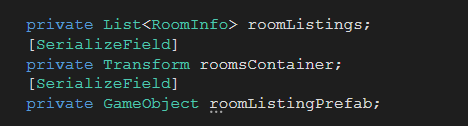 private List<RoomInfo> roomListings;
[SerializeField]
private Transform roomsContainer;
[SerializeField]
private GameObject roomListingPrefab;